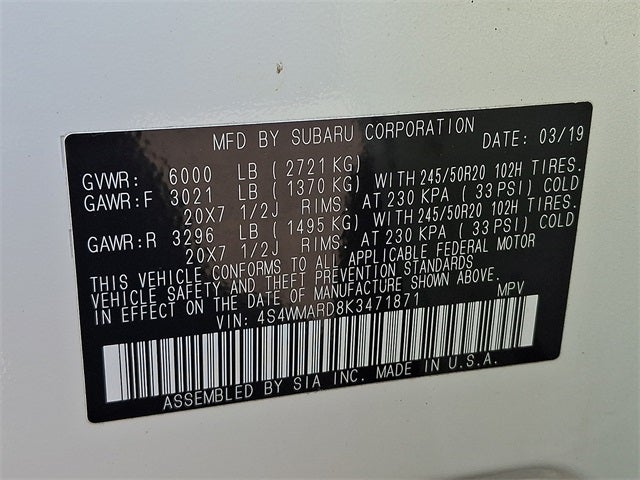 MFD BY SUBARU CORPORATION DATE: 03/19
GVWR: 6000 LB ( 2721 KG)
GAWR:F 3021 LB ( 1370 KG) WITH 245/50R20 102H TIRES.
20X7 1/2J RIMS. AT 230 KPA ( 33 PSI) COLD
GAWR:R 3296 LB ( 1495 KG) WITH 245/50R20 102H TIRES.
20X7 1/2J RIMS. AT 230 KPA ( 33 PSI) COLD
THIS VEHICLE CONFORMS TO ALL APPLICABLE FEDERAL MOTOR
VEHICLE SAFETY AND THEFT PREVENTION STANDARDS
IN EFFECT ON THE DATE OF MANUFACTURE SHOWN ABOVE.
VIN: 4S4WMARD8K3471871 MPV
ASSEMBLED BY SIA INC. MADE IN U.S.A.